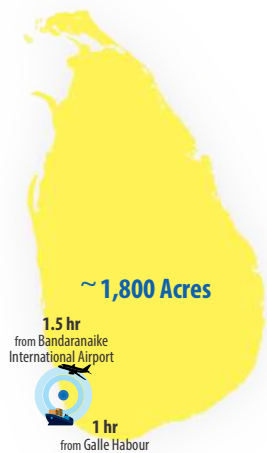 ~ 1,800 Acres
1.5 hr
from Bandaranaike
International Airport
1 hr
from Galle Habour